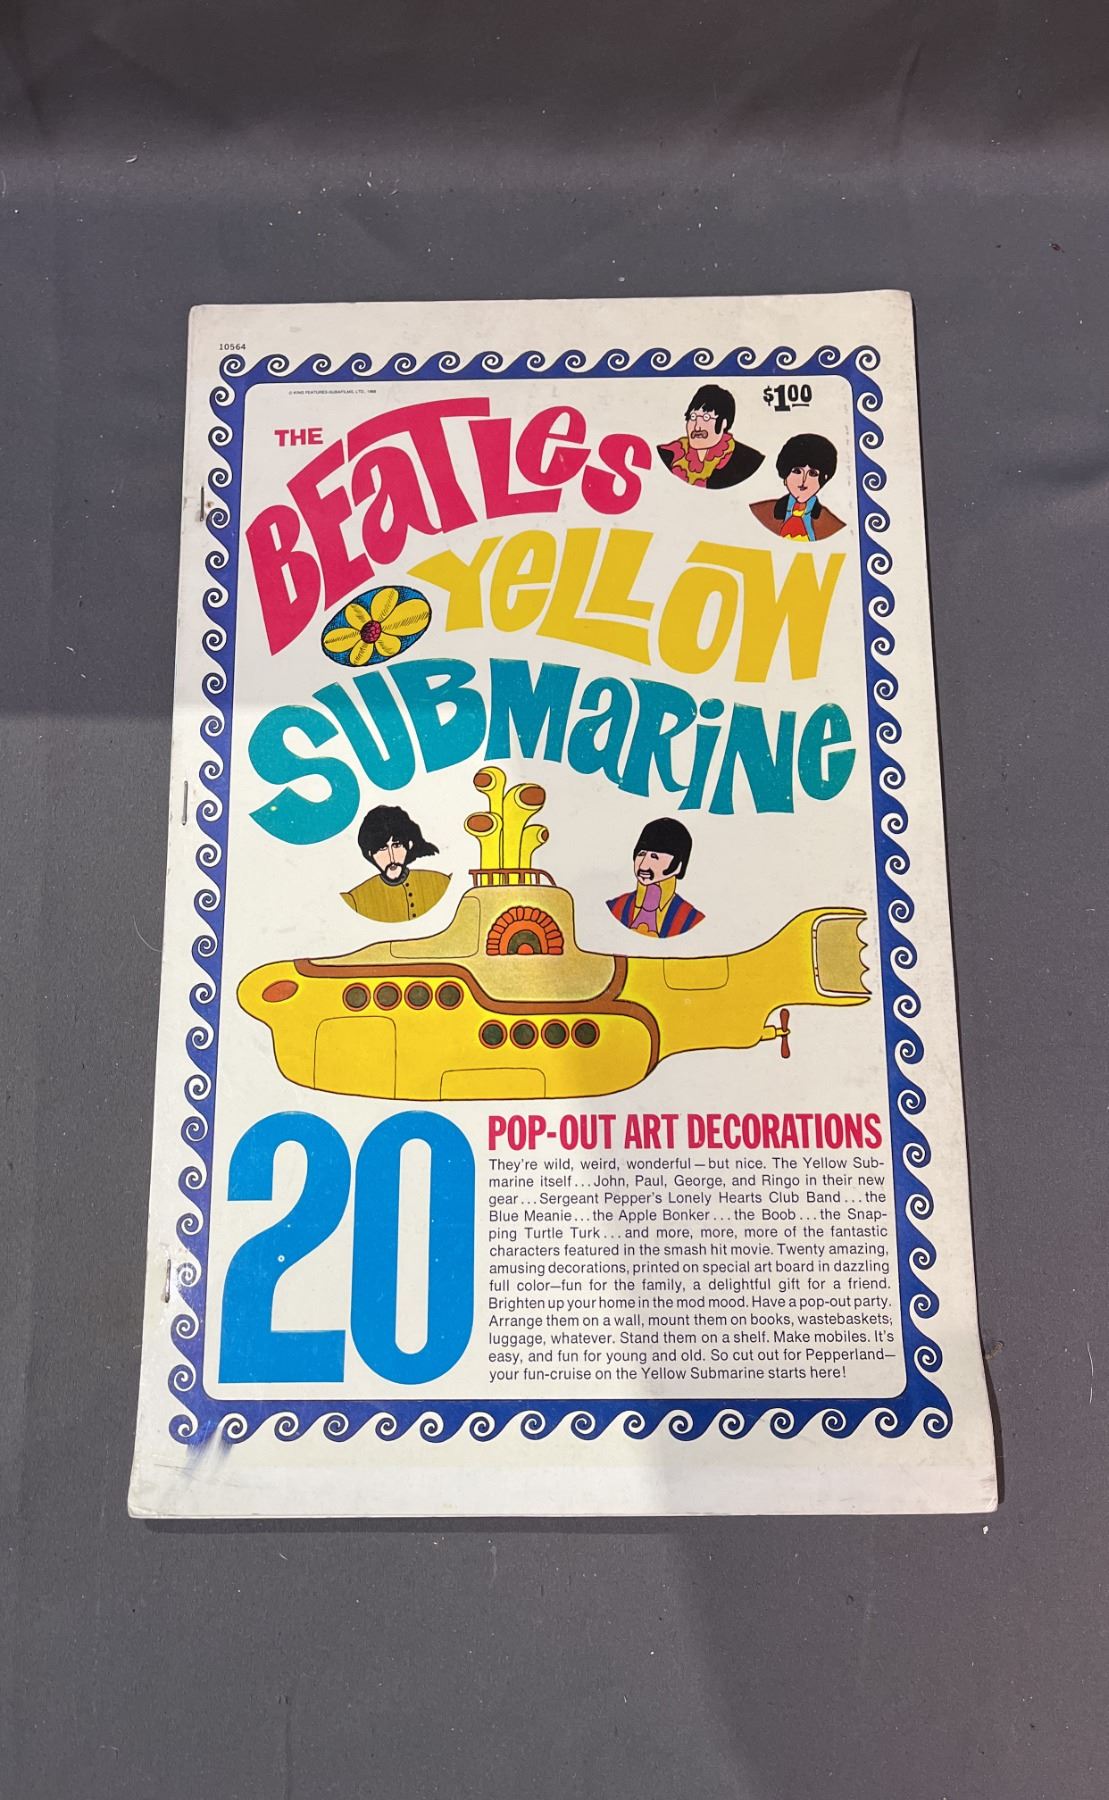 10564
© KING FEATURES-SUBAFILMS, LTD., 1968
$1.00
THE
BEATLES
YELLOW
SUBMARINE
20
POP-OUT ART DECORATIONS
They're wild, weird, wonderful—but nice. The Yellow Sub-
marine itself...John, Paul, George, and Ringo in their new
gear...Sergeant Pepper's Lonely Hearts Club Band...the
Blue Meanie...the Apple Bonker...the Boob...the Snap-
ping Turtle Turk...and more, more, more of the fantastic
characters featured in the smash hit movie. Twenty amazing,
amusing decorations, printed on special art board in dazzling
full color—fun for the family, a delightful gift for a friend.
Brighten up your home in the mod mood. Have a pop-out party.
Arrange them on a wall, mount them on books, wastebaskets,
luggage, whatever. Stand them on a shelf. Make mobiles. It's
easy, and fun for young and old. So cut out for Pepperland—
your fun-cruise on the Yellow Submarine starts here!